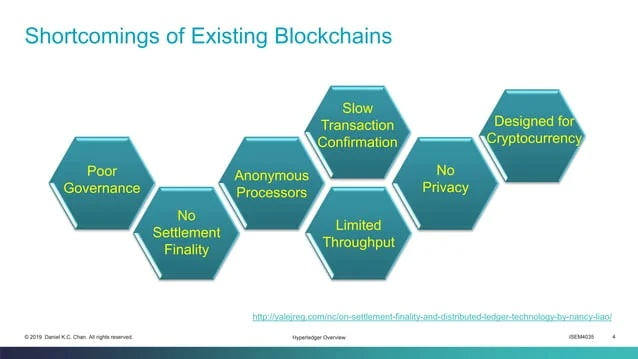 Shortcomings of Existing Blockchains
Poor
Governance
No
Settlement
Finality
Anonymous
Processors
Slow
Transaction
Confirmation
Limited
Throughput
No
Privacy
Designed for
Cryptocurrency
http://yalejreg.com/nc/on-settlement-finality-and-distributed-ledger-technology-by-nancy-liao/
© 2019 Daniel K.C. Chan. All rights reserved.
Hyperledger Overview
ISEM4035
4